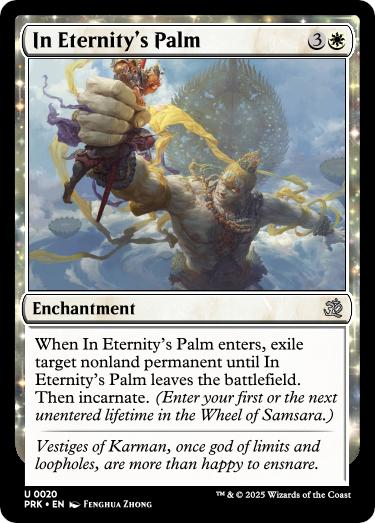 In Eternity's Palm 3
Enchantment
When In Eternity's Palm enters, exile
target nonland permanent until In
Eternity's Palm leaves the battlefield.
Then incarnate. (Enter your first or the next
unentered lifetime in the Wheel of Samsara.)
Vestiges of Karman, once god of limits and
loopholes, are more than happy to ensnare.
U 0020
PRK • EN Fenghua Zhong
™ & © 2025 Wizards of the Coast